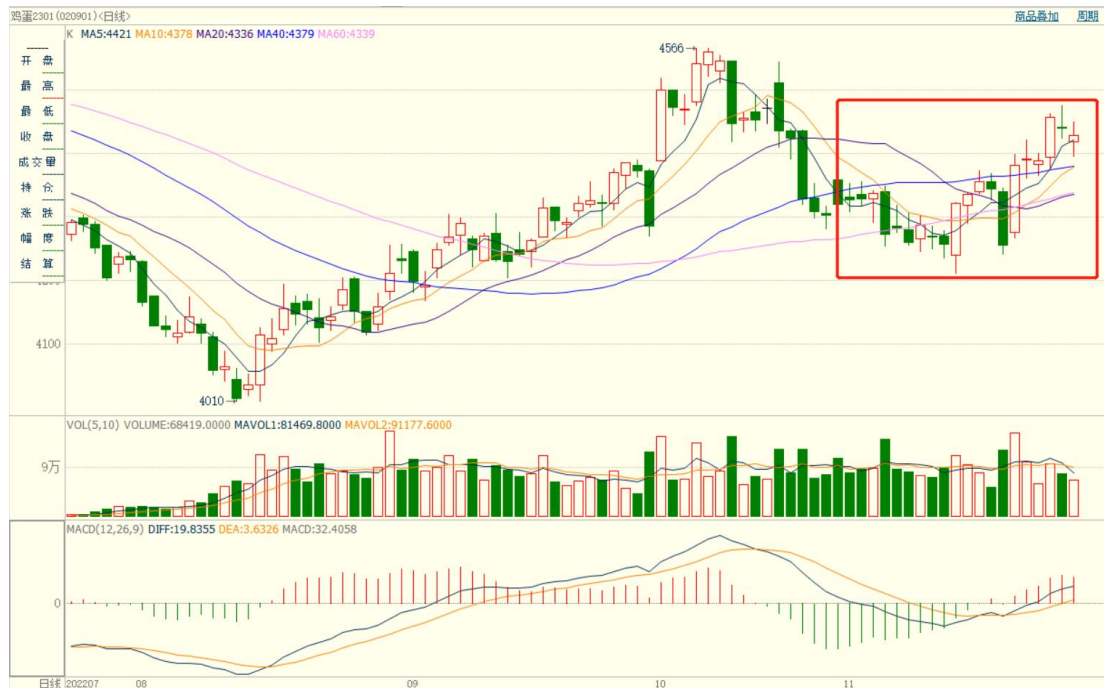 鸡蛋2301(020901)<日线>
商品叠加 周期
K MA5:4421 MA10:4378 MA20:4336 MA40:4379 MA60:4339
开 盘
最 高
最 低
收 盘
成交量
持 仓
涨 跌
幅 度
结 算
4566
4100
4010
VOL(5,10) VOLUME:68419.0000 MAVOL1:81469.8000 MAVOL2:91177.6000
9万
MACD(12,26,9) DIFF:19.8355 DEA:3.6326 MACD:32.4058
0
日线 202207 08 09 10 11